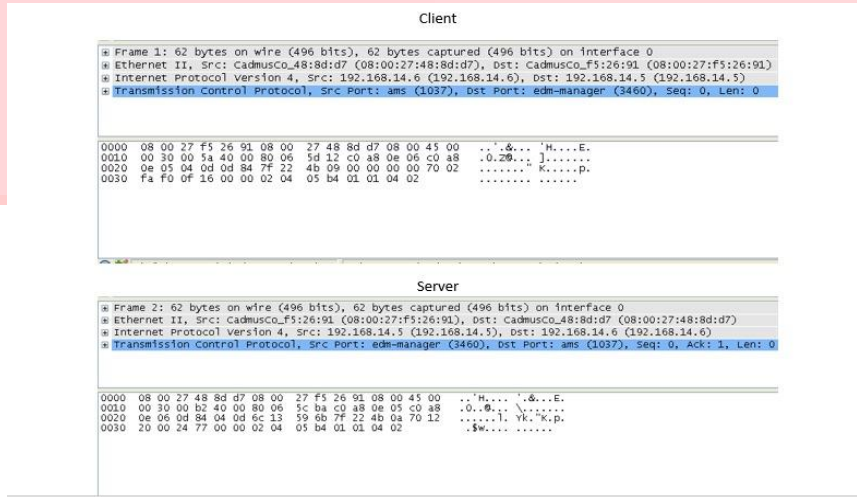 Client
Frame 1: 62 bytes on wire (496 bits), 62 bytes captured (496 bits) on interface 0
Ethernet II, Src: CadmusCo_48:8d:d7 (08:00:27:48:8d:d7), Dst: CadmusCo_f5:26:91 (08:00:27:f5:26:91)
Internet Protocol Version 4, Src: 192.168.14.6 (192.168.14.6), Dst: 192.168.14.5 (192.168.14.5)
Transmission Control Protocol, Src Port: ams (1037), Dst Port: edm-manager (3460), Seq: 0, Len: 0
0000 08 00 27 f5 26 91 08 00 27 48 8d d7 08 00 45 00 ..'.&... 'H....E.
0010 00 30 00 5a 40 00 80 06 5d 12 c0 a8 0e 06 c0 a8 .0.Z@... ].......
0020 0e 05 04 0d 0d 84 7f 22 4b 09 00 00 00 00 70 02 ......." K.....p.
0030 fa f0 0f 16 00 00 02 04 05 b4 01 01 04 02 ........ ......
Server
Frame 2: 62 bytes on wire (496 bits), 62 bytes captured (496 bits) on interface 0
Ethernet II, Src: CadmusCo_f5:26:91 (08:00:27:f5:26:91), Dst: CadmusCo_48:8d:d7 (08:00:27:48:8d:d7)
Internet Protocol Version 4, Src: 192.168.14.5 (192.168.14.5), Dst: 192.168.14.6 (192.168.14.6)
Transmission Control Protocol, Src Port: edm-manager (3460), Dst Port: ams (1037), Seq: 0, Ack: 1, Len: 0
0000 08 00 27 48 8d d7 08 00 27 f5 26 91 08 00 45 00 ..'H.... '.&...E.
0010 00 30 00 b2 40 00 80 06 5c ba c0 a8 0e 05 c0 a8 .0..@... \.......
0020 0e 06 0d 84 04 0d 6c 13 59 6b 7f 22 4b 0a 70 12 ......l. Yk."K.p.
0030 20 00 24 77 00 00 02 04 05 b4 01 01 04 02 .$w.... ......